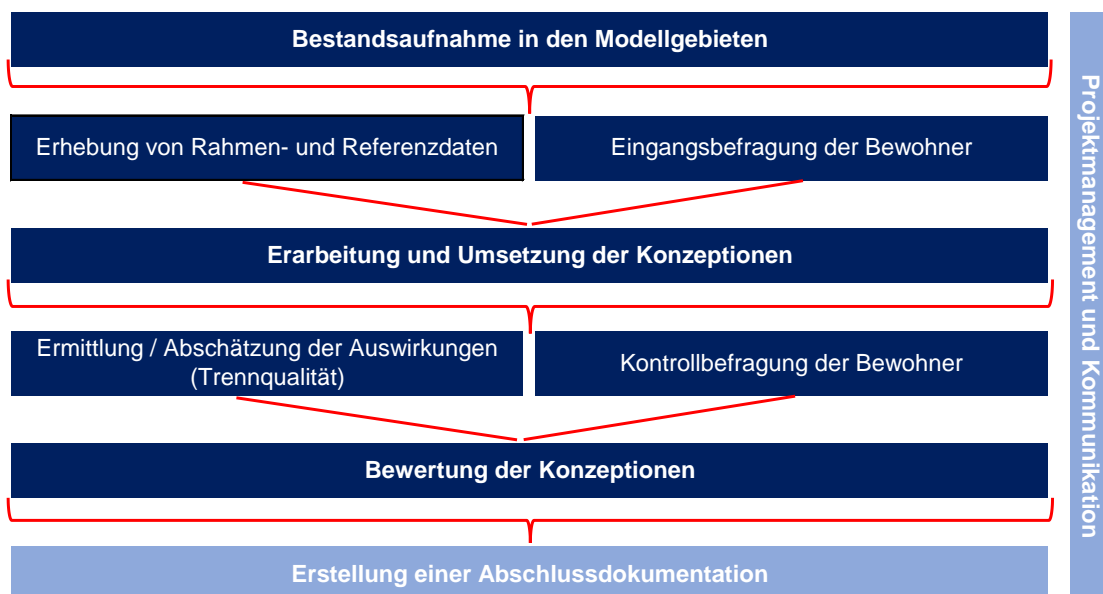 Bestandsaufnahme in den Modellgebieten
Erhebung von Rahmen- und Referenzdaten
Eingangsbefragung der Bewohner
Erarbeitung und Umsetzung der Konzeptionen
Ermittlung / Abschätzung der Auswirkungen
(Trennqualität)
Kontrollbefragung der Bewohner
Bewertung der Konzeptionen
Erstellung einer Abschlussdokumentation
Projektmanagement und Kommunikation